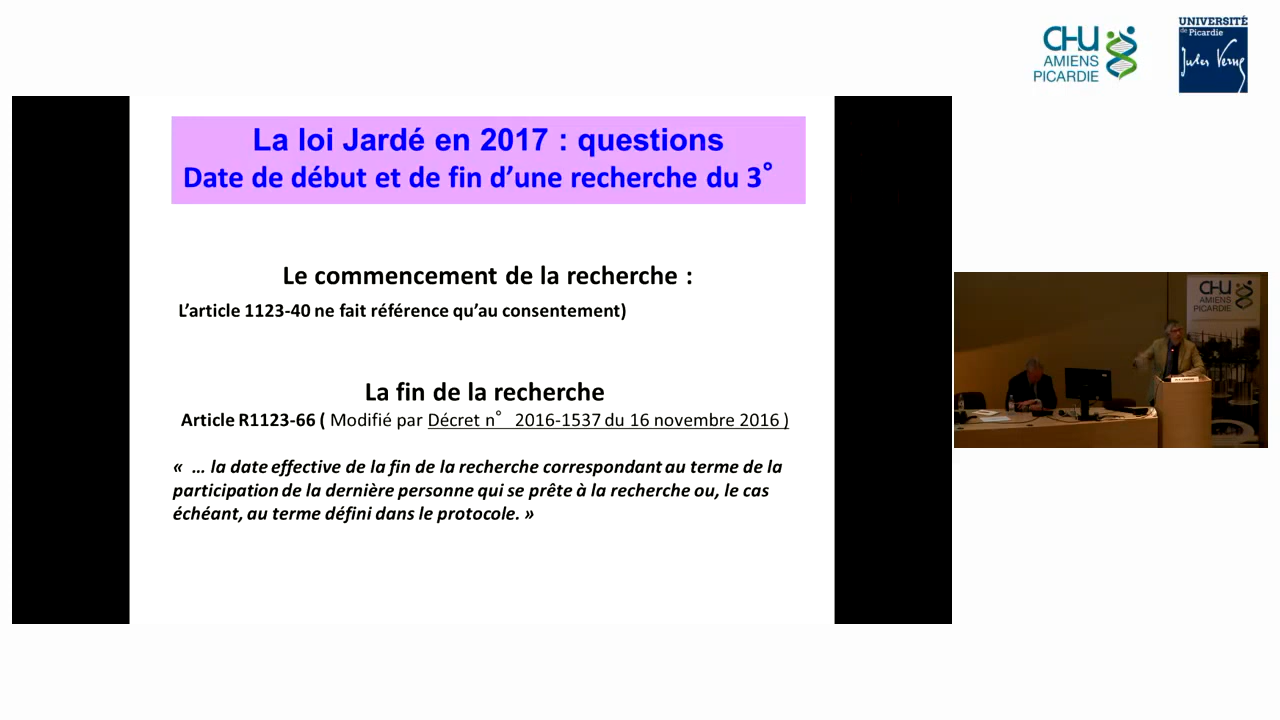 CHU
AMIENS
PICARDIE
UNIVERSITÉ
de Picardie
Jules Verne
La loi Jardé en 2017 : questions
Date de début et de fin d’une recherche du 3°
Le commencement de la recherche :
L’article 1123-40 ne fait référence qu’au consentement)
La fin de la recherche
Article R1123-66 ( Modifié par Décret n° 2016-1537 du 16 novembre 2016 )
« … la date effective de la fin de la recherche correspondant au terme de la
participation de la dernière personne qui se prête à la recherche ou, le cas
échéant, au terme défini dans le protocole. »
CHU
AMIENS
PICARDIE